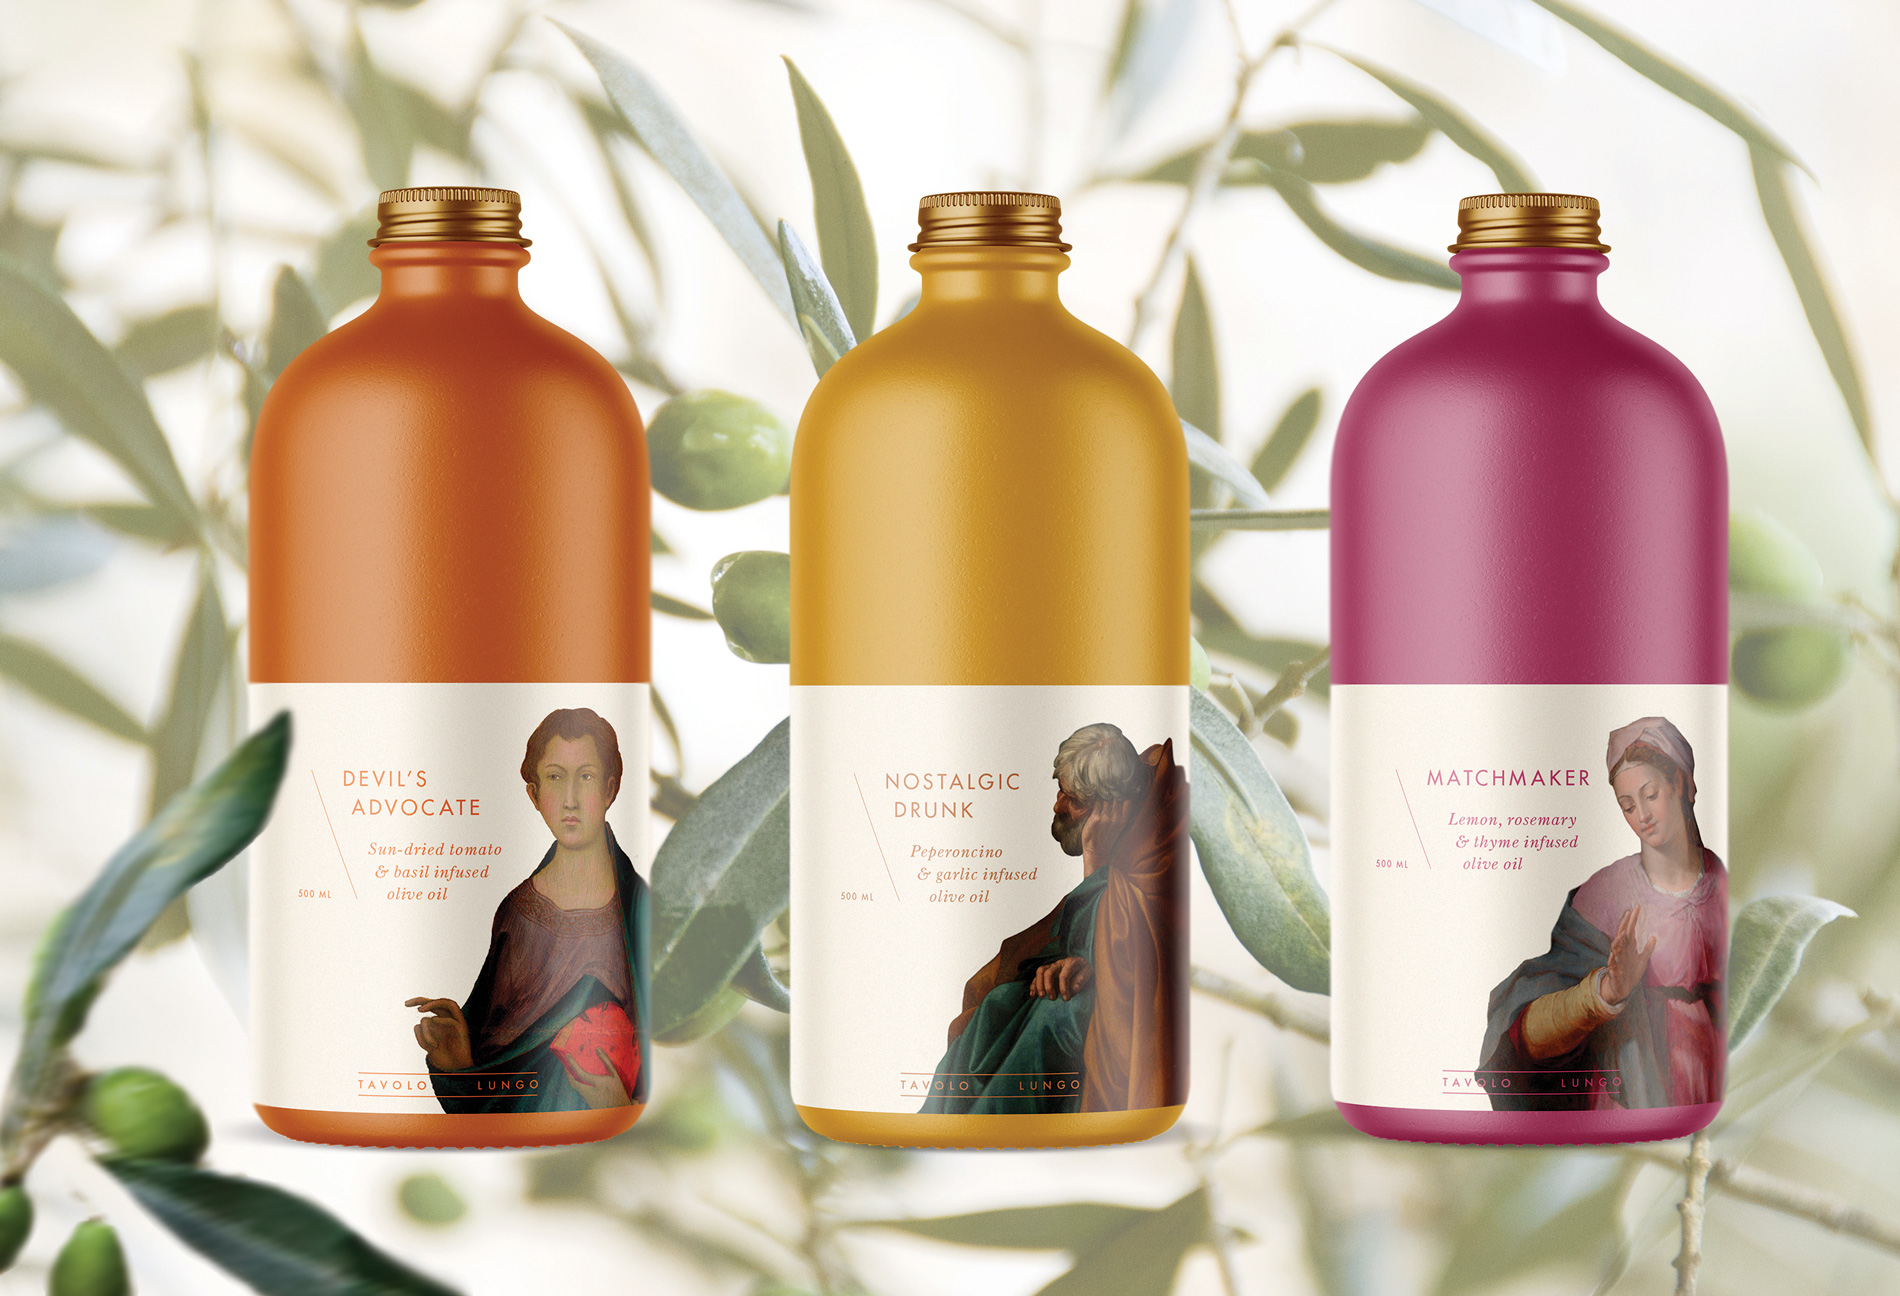 DEVIL'S
ADVOCATE
Sun-dried tomato
& basil infused
olive oil
500 ML
TAVOLO LUNGO
NOSTALGIC
DRUNK
Peperoncino
& garlic infused
olive oil
500 ML
TAVOLO LUNGO
MATCHMAKER
Lemon, rosemary
& thyme infused
olive oil
500 ML
TAVOLO LUNGO